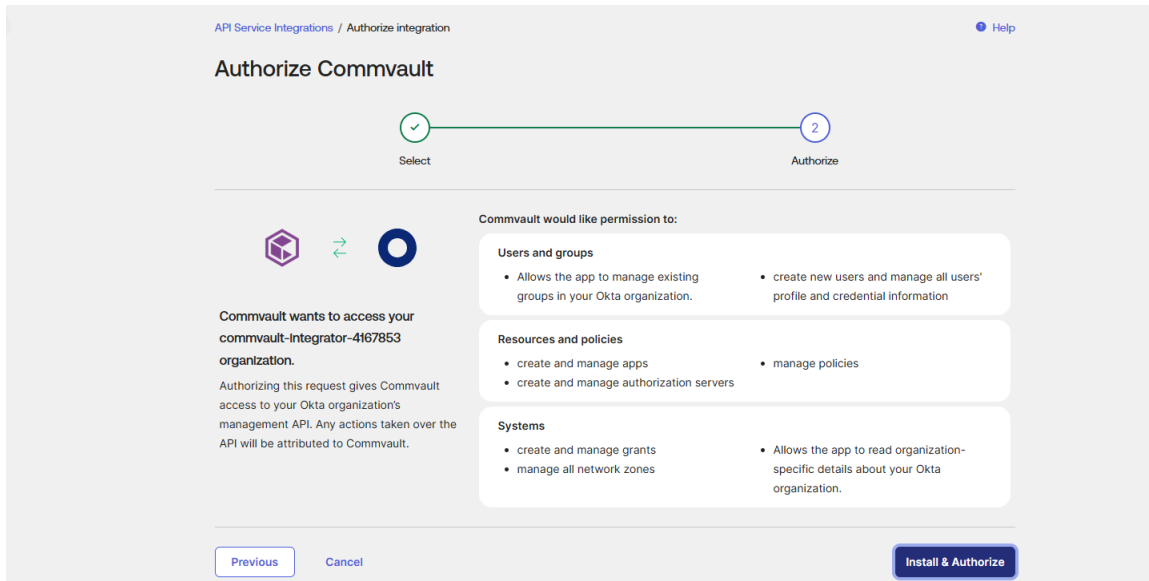 API Service Integrations / Authorize integration
? Help
Authorize Commvault
2
Select
Authorize
Commvault wants to access your
commvault-integrator-4167853
organization.
Authorizing this request gives Commvault
access to your Okta organization's
management API. Any actions taken over the
API will be attributed to Commvault.
Commvault would like permission to:
Users and groups
• Allows the app to manage existing
groups in your Okta organization.
• create new users and manage all users'
profile and credential information
Resources and policies
• create and manage apps
• create and manage authorization servers
• manage policies
Systems
• create and manage grants
• manage all network zones
• Allows the app to read organization-
specific details about your Okta
organization.
Previous
Cancel
Install & Authorize